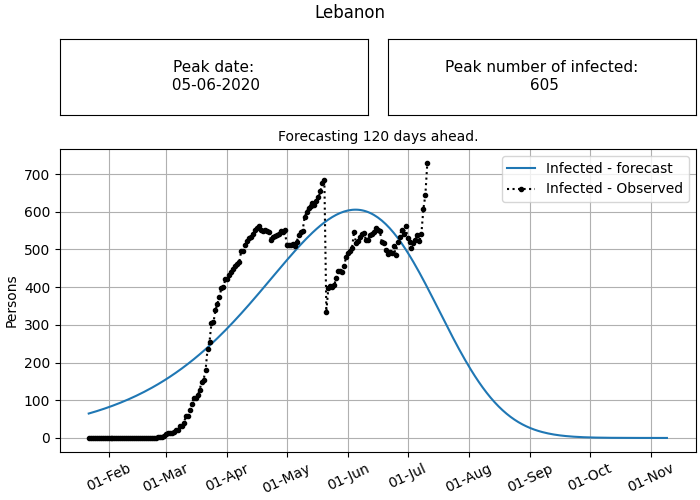 Lebanon
Peak date:
05-06-2020
Peak number of infected:
605
Forecasting 120 days ahead.
Infected - forecast
Infected - Observed
Persons
700
600
500
400
300
200
100
0
01-Feb
01-Mar
01-Apr
01-May
01-Jun
01-Jul
01-Aug
01-Sep
01-Oct
01-Nov